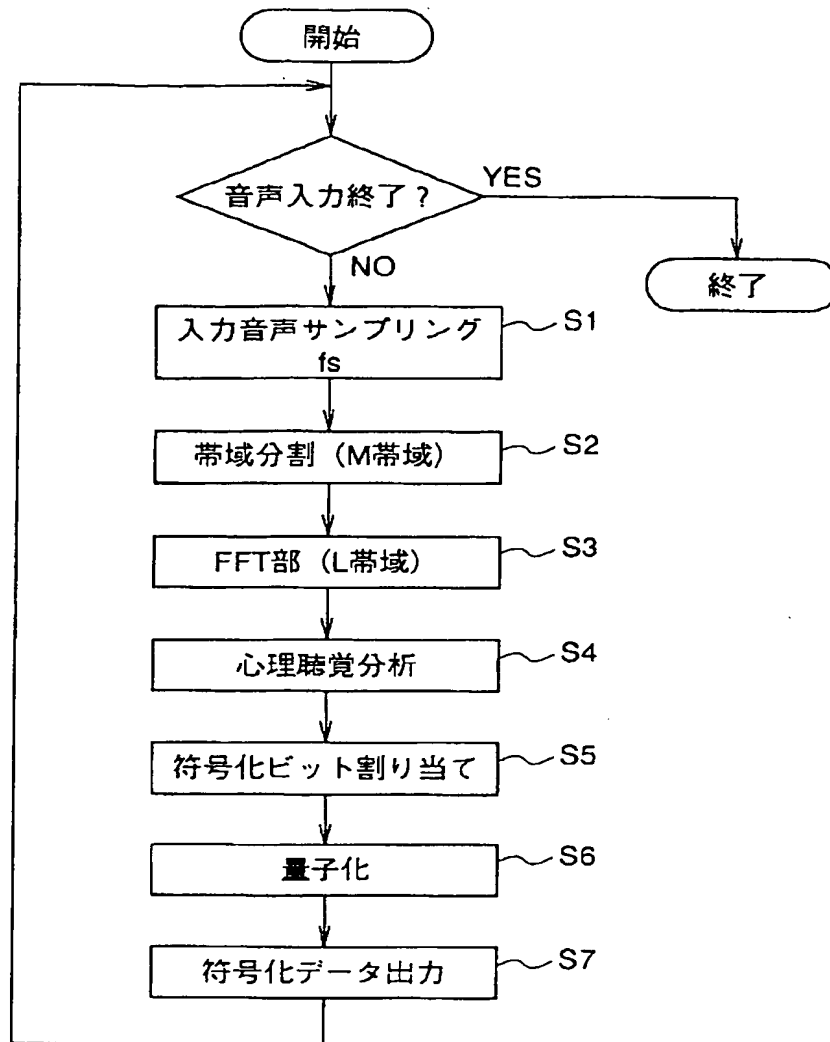 開始
音声入力終了?
YES
NO
終了
入力音声サンプリング
fs
S1
帯域分割(M帯域)
S2
FFT部(L帯域)
S3
心理聴覚分析
S4
符号化ビット割り当て
S5
量子化
S6
符号化データ出力
S7